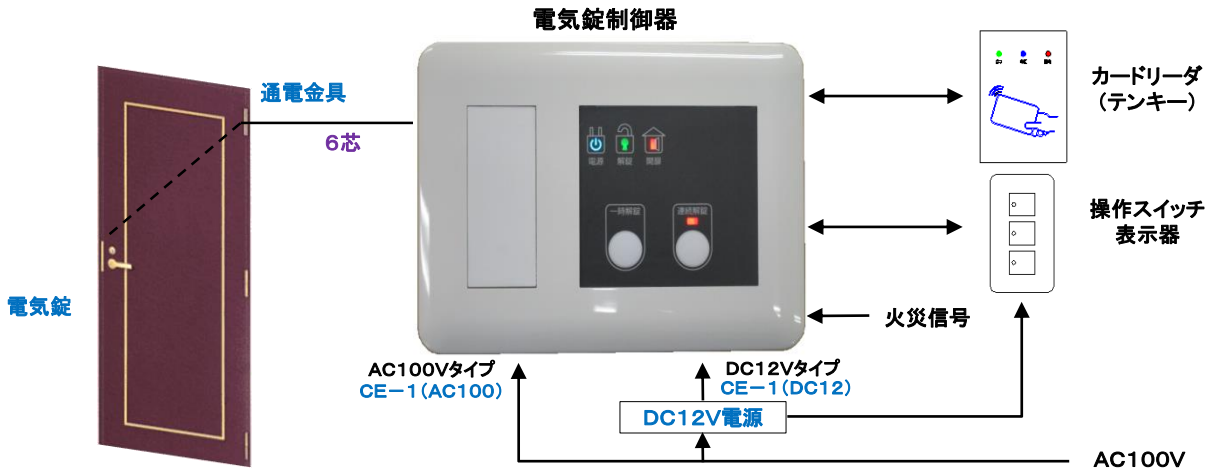 電気錠制御器
通電金具
6芯
電気錠
電源 解錠 開扉
一時解錠 連続解錠
カードリーダ
(テンキー)
操作スイッチ
表示器
火災信号
AC100Vタイプ
CE-1(AC100)
DC12Vタイプ
CE-1(DC12)
DC12V電源
AC100V